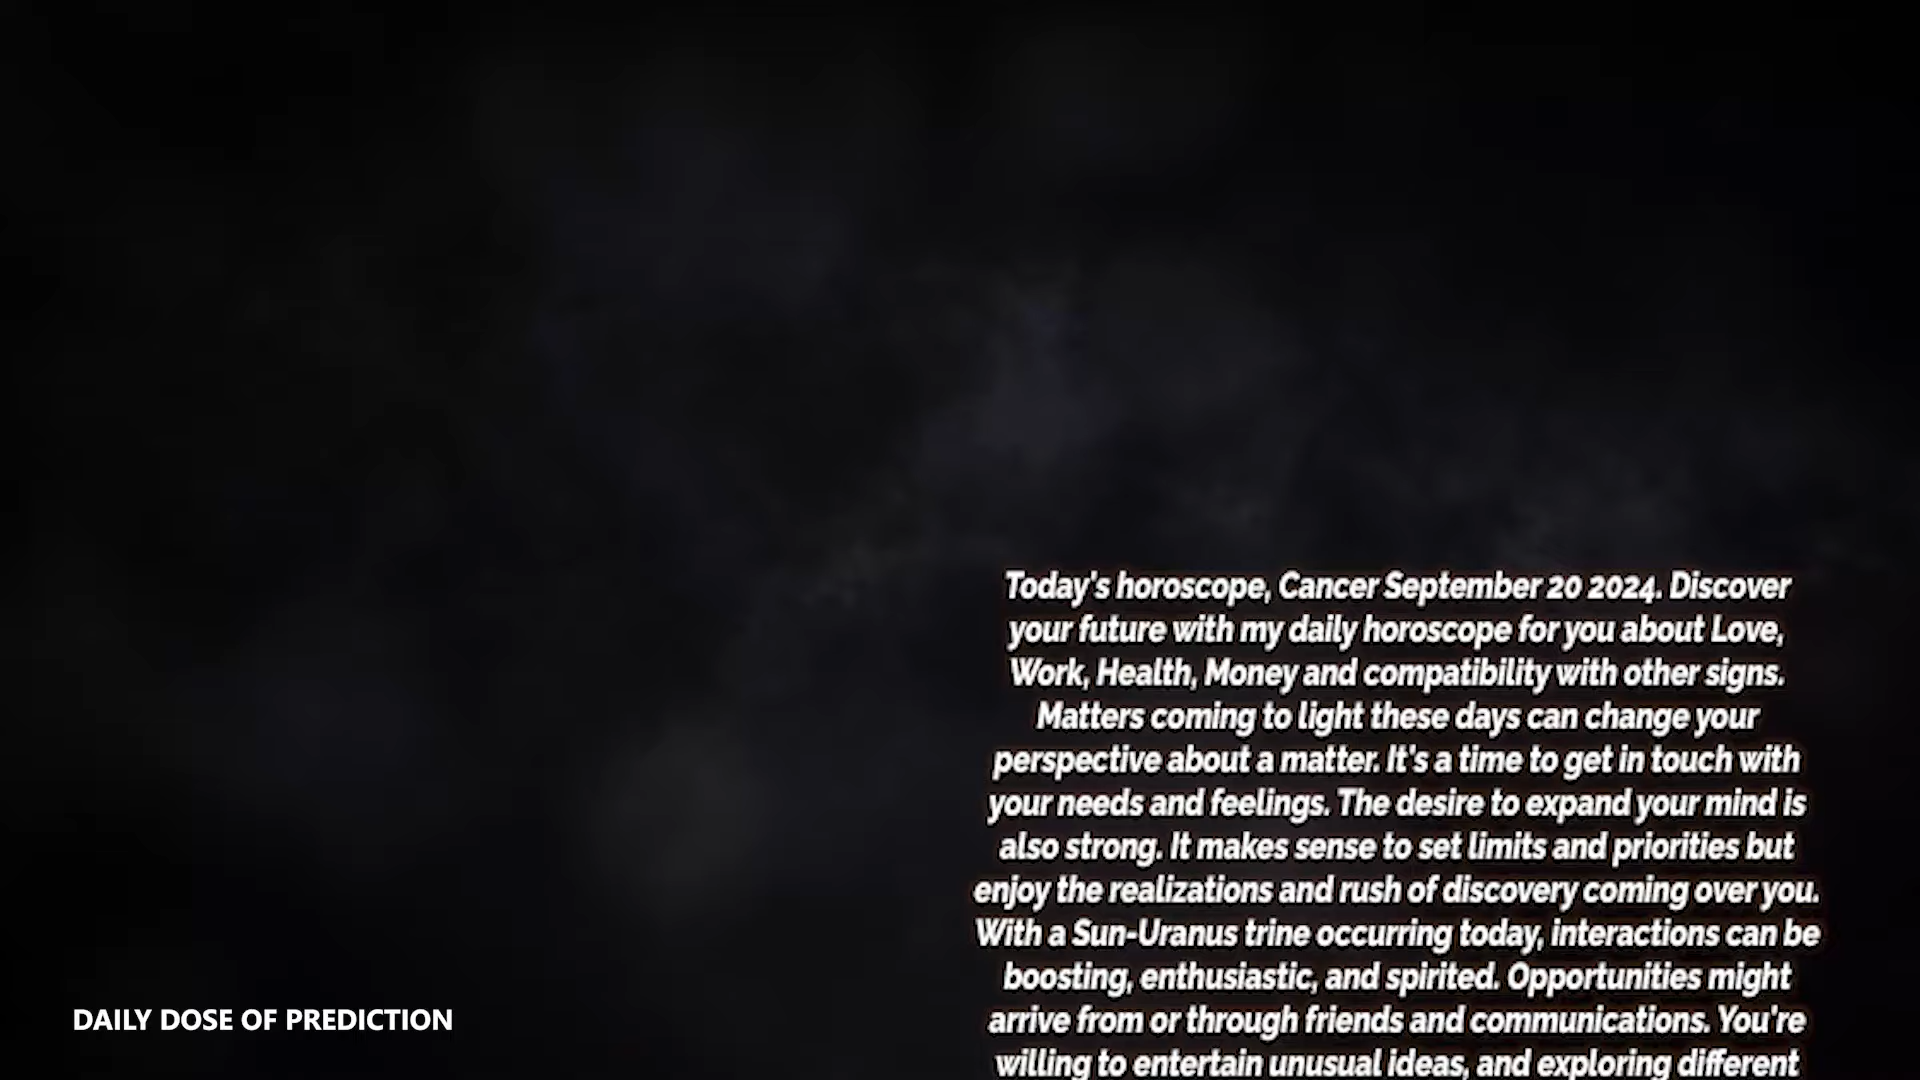 Today's horoscope, Cancer September 20 2024. Discover
your future with my daily horoscope for you about Love,
Work, Health, Money and compatibility with other signs.
Matters coming to light these days can change your
perspective about a matter. It's a time to get in touch with
your needs and feelings. The desire to expand your mind is
also strong. It makes sense to set limits and priorities but
enjoy the realizations and rush of discovery coming over you.
With a Sun-Uranus trine occurring today, interactions can be
boosting, enthusiastic, and spirited. Opportunities might
arrive from or through friends and communications. You're
willing to entertain unusual ideas, and exploring different
DAILY DOSE OF PREDICTION